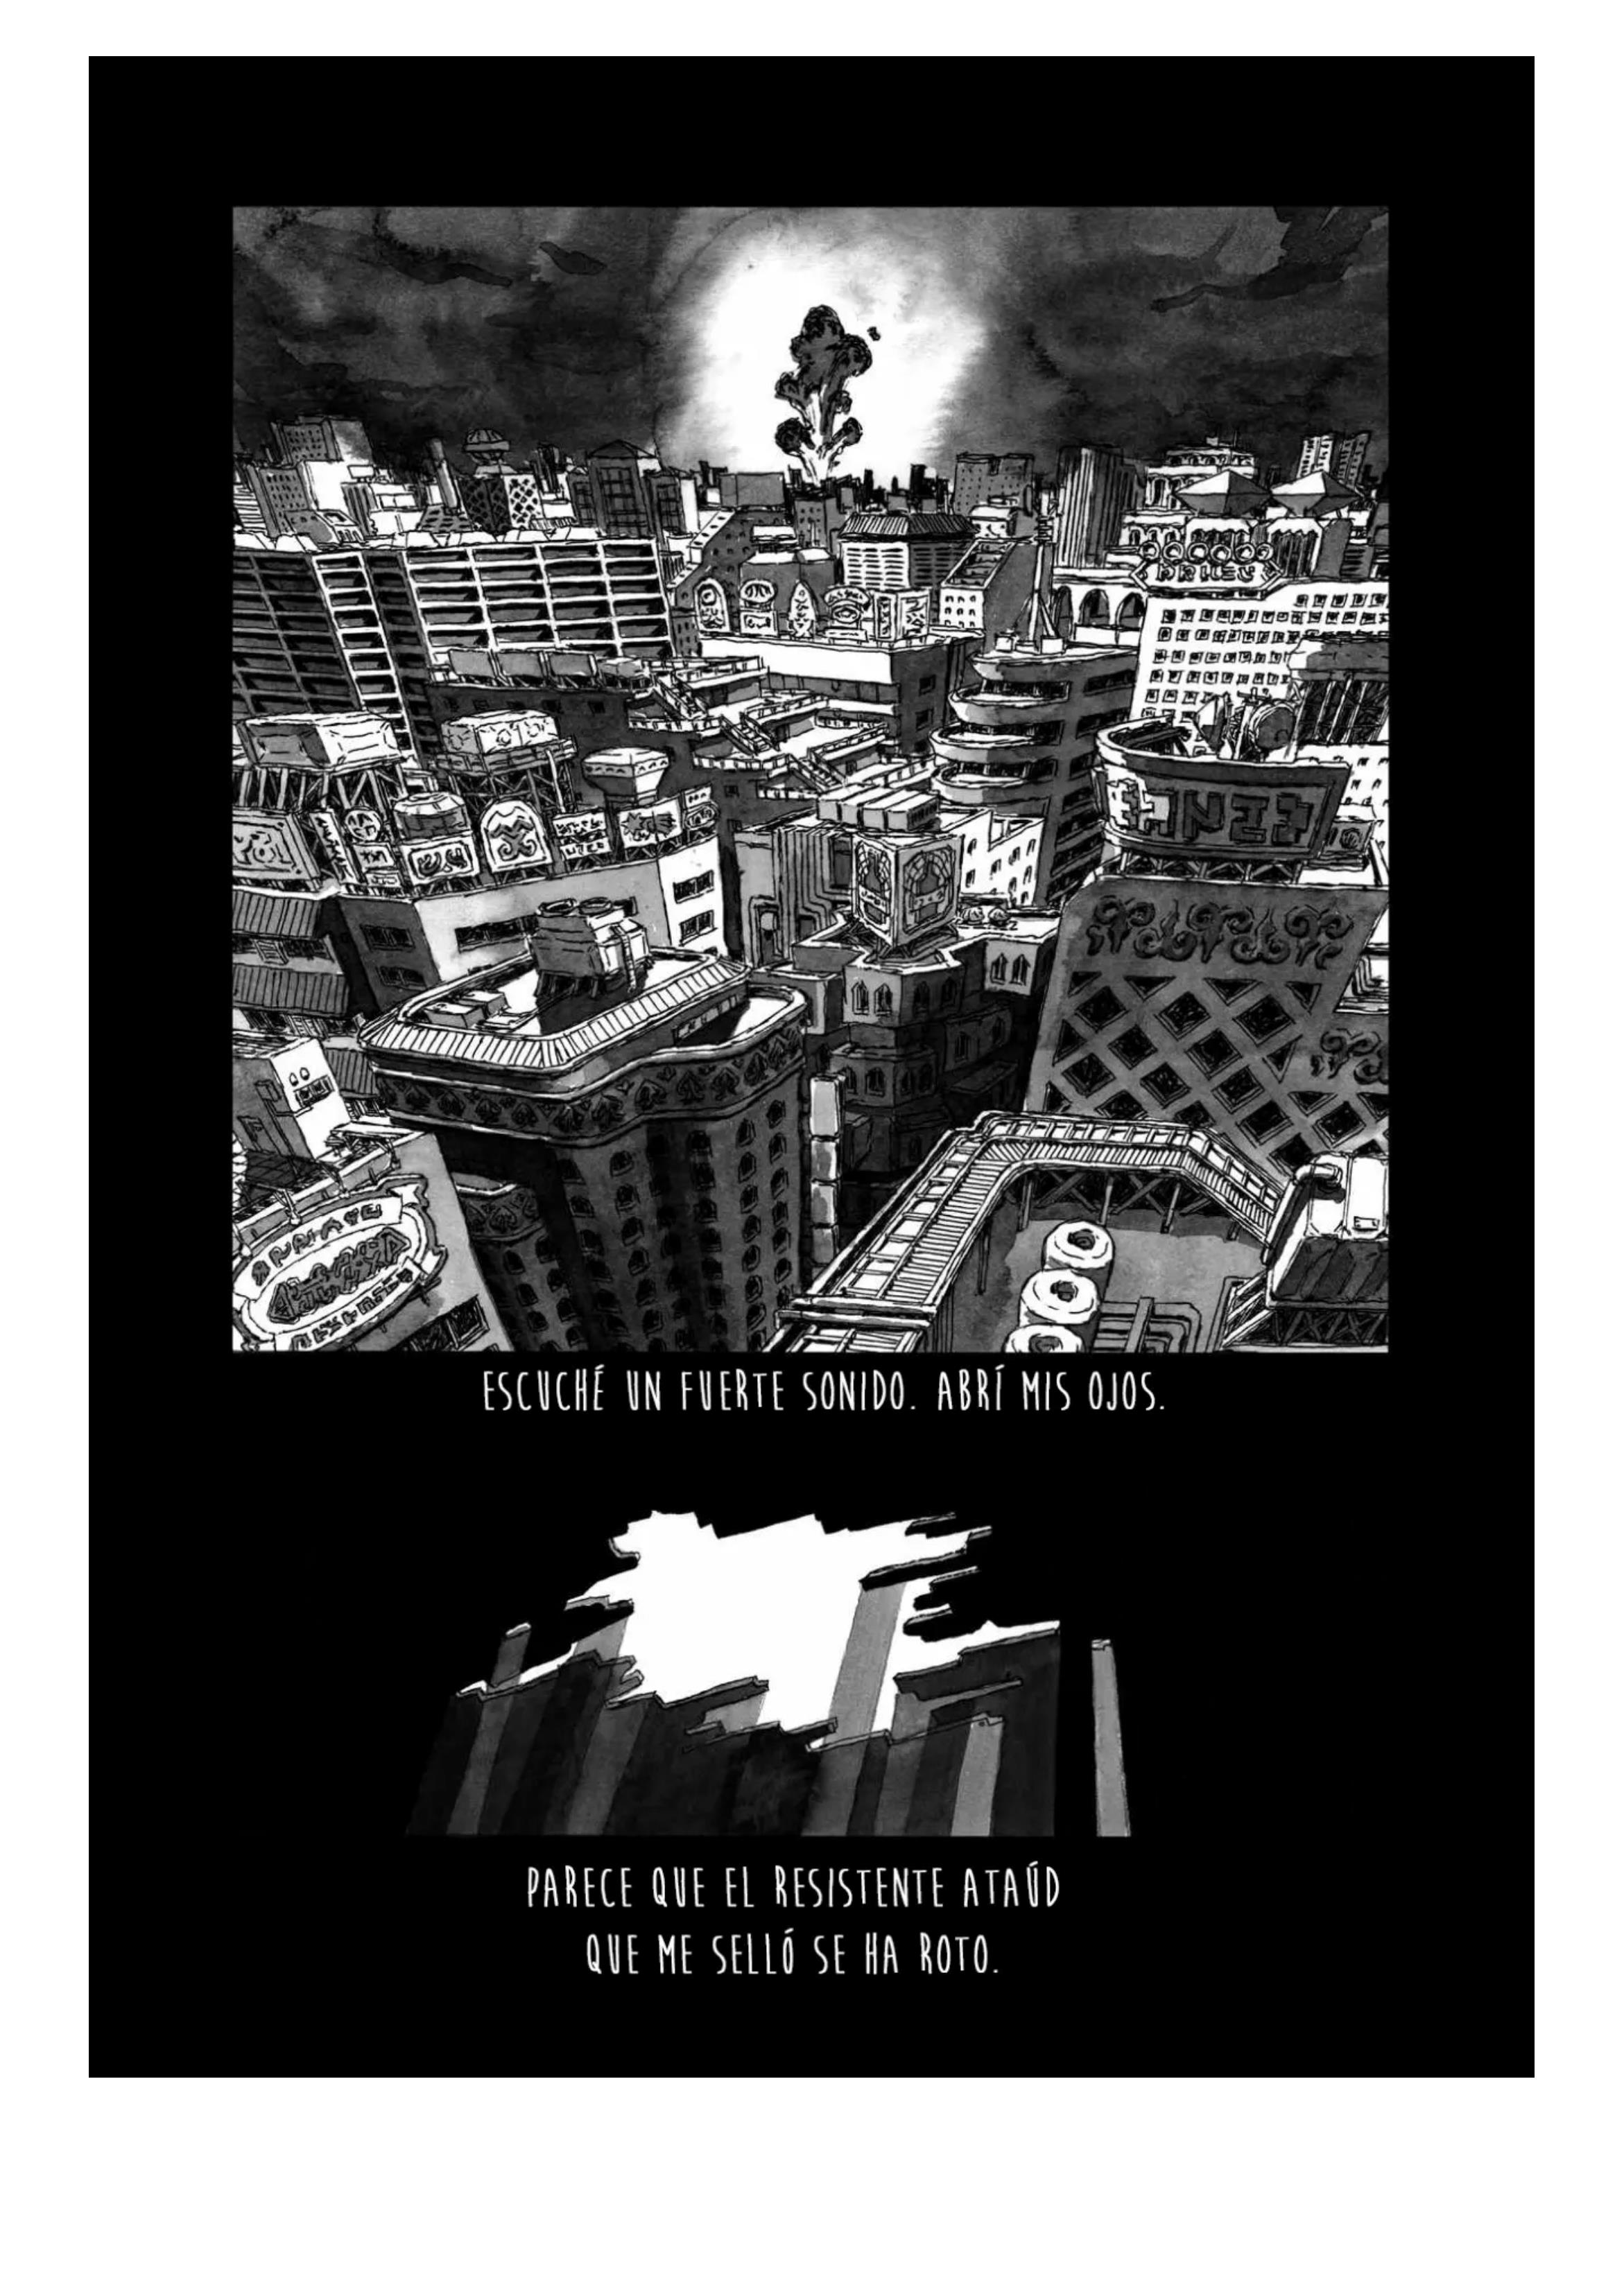 ESCUCHÉ UN FUERTE SONIDO. ABRÍ MIS OJOS.
PARECE QUE EL RESISTENTE ATAÚD
QUE ME SELLÓ SE HA ROTO.